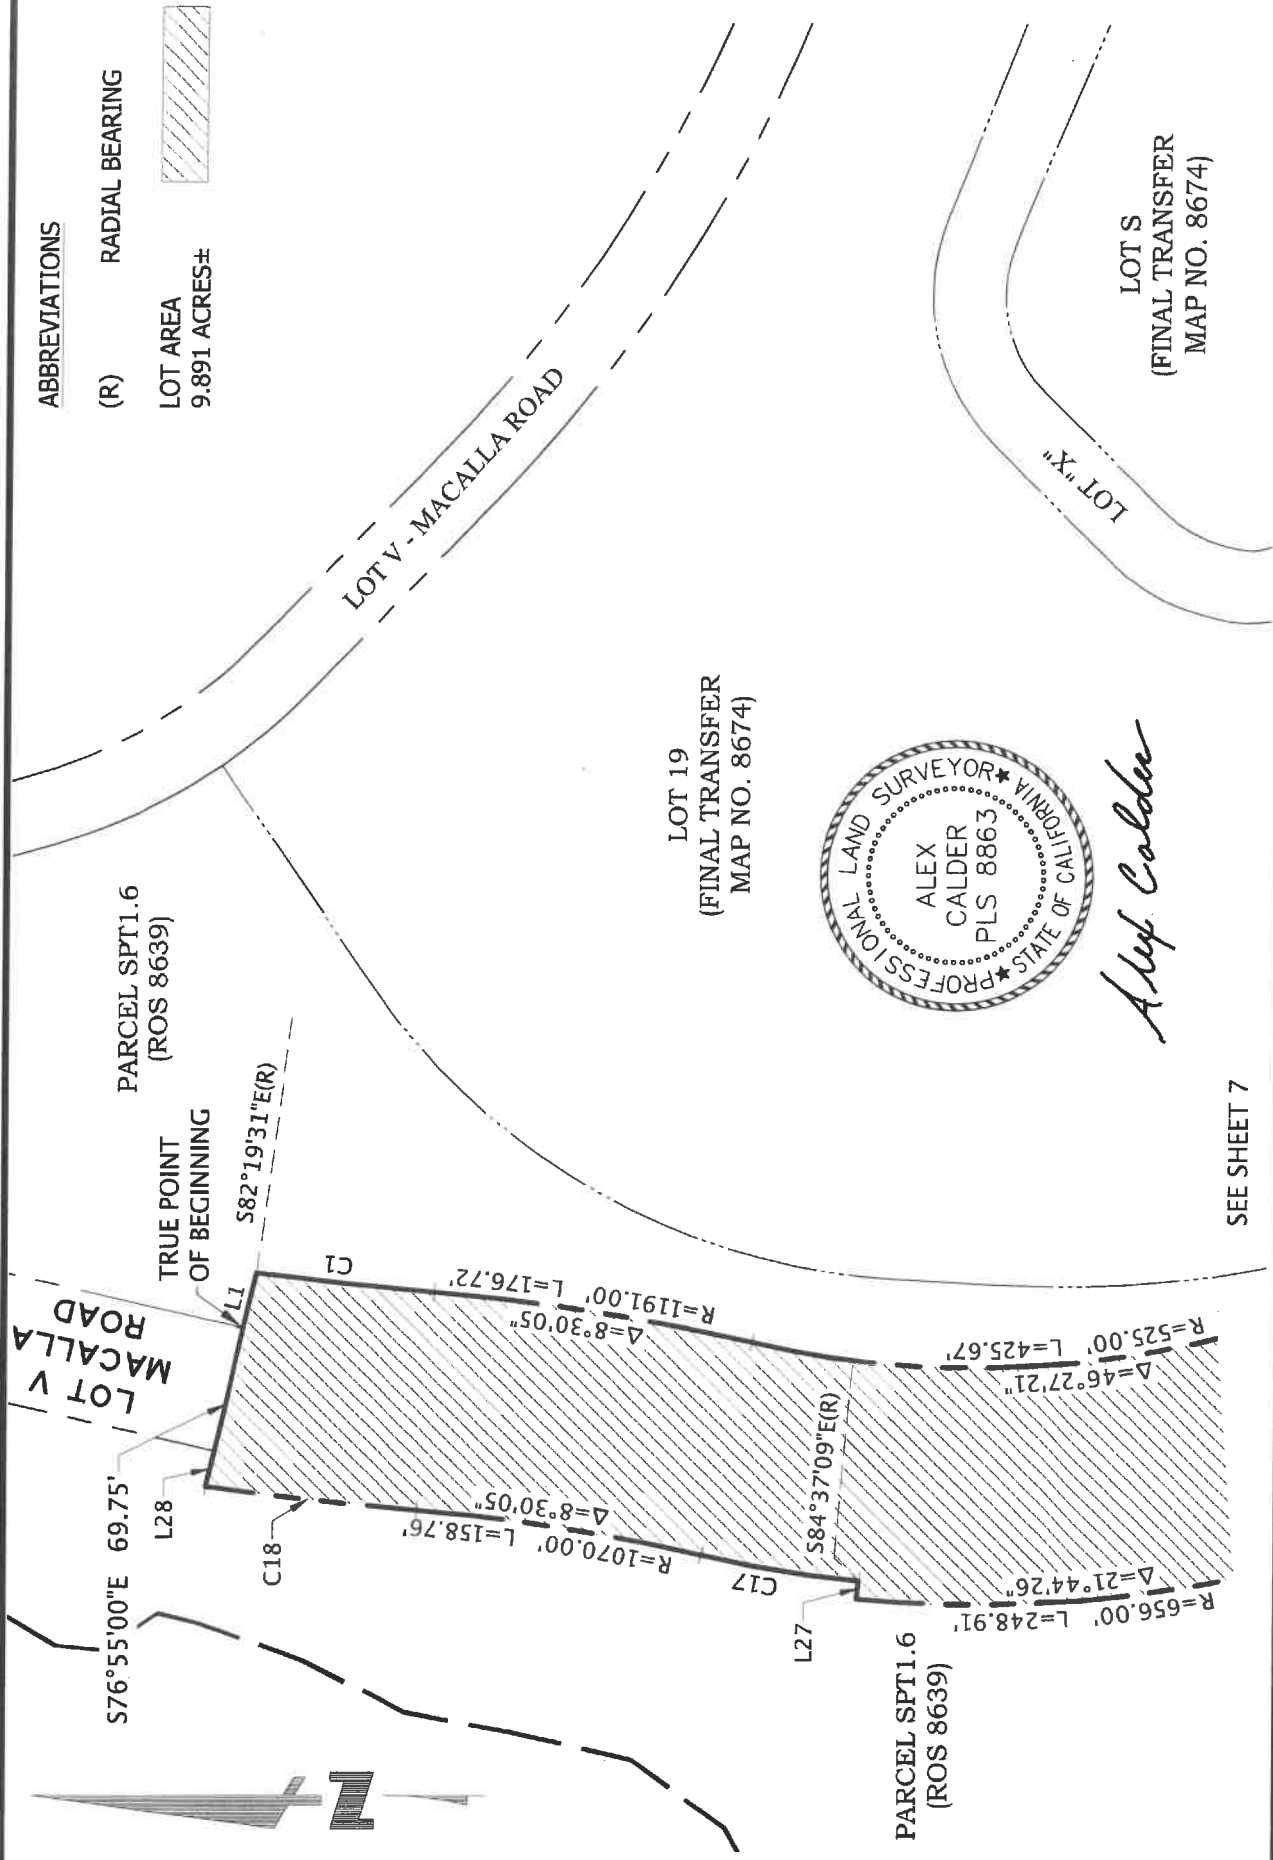 ABBREVIATIONS
(R) RADIAL BEARING
LOT AREA
9.891 ACRES±
S76°55'00"E 69.75'
LOT V
MACALLA
ROAD
TRUE POINT
OF BEGINNING
PARCEL SPT1.6
(ROS 8639)
L28
L1
S82°19'31"E(R)
C18
C1
LOT V - MACALLA ROAD
R=1070.00' L=158.76'
Δ=8°30'05"
R=1191.00' L=176.72'
Δ=8°30'05"
C17
L27
S84°37'09"E(R)
LOT 19
(FINAL TRANSFER
MAP NO. 8674)
PROFESSIONAL LAND SURVEYOR
ALEX
CALDER
PLS 8863
STATE OF CALIFORNIA
Alex Calder
PARCEL SPT1.6
(ROS 8639)
R=656.00' L=248.91'
Δ=21°44'26"
R=525.00' L=425.67'
Δ=46°27'21"
LOT "X"
LOT S
(FINAL TRANSFER
MAP NO. 8674)
SEE SHEET 7
N